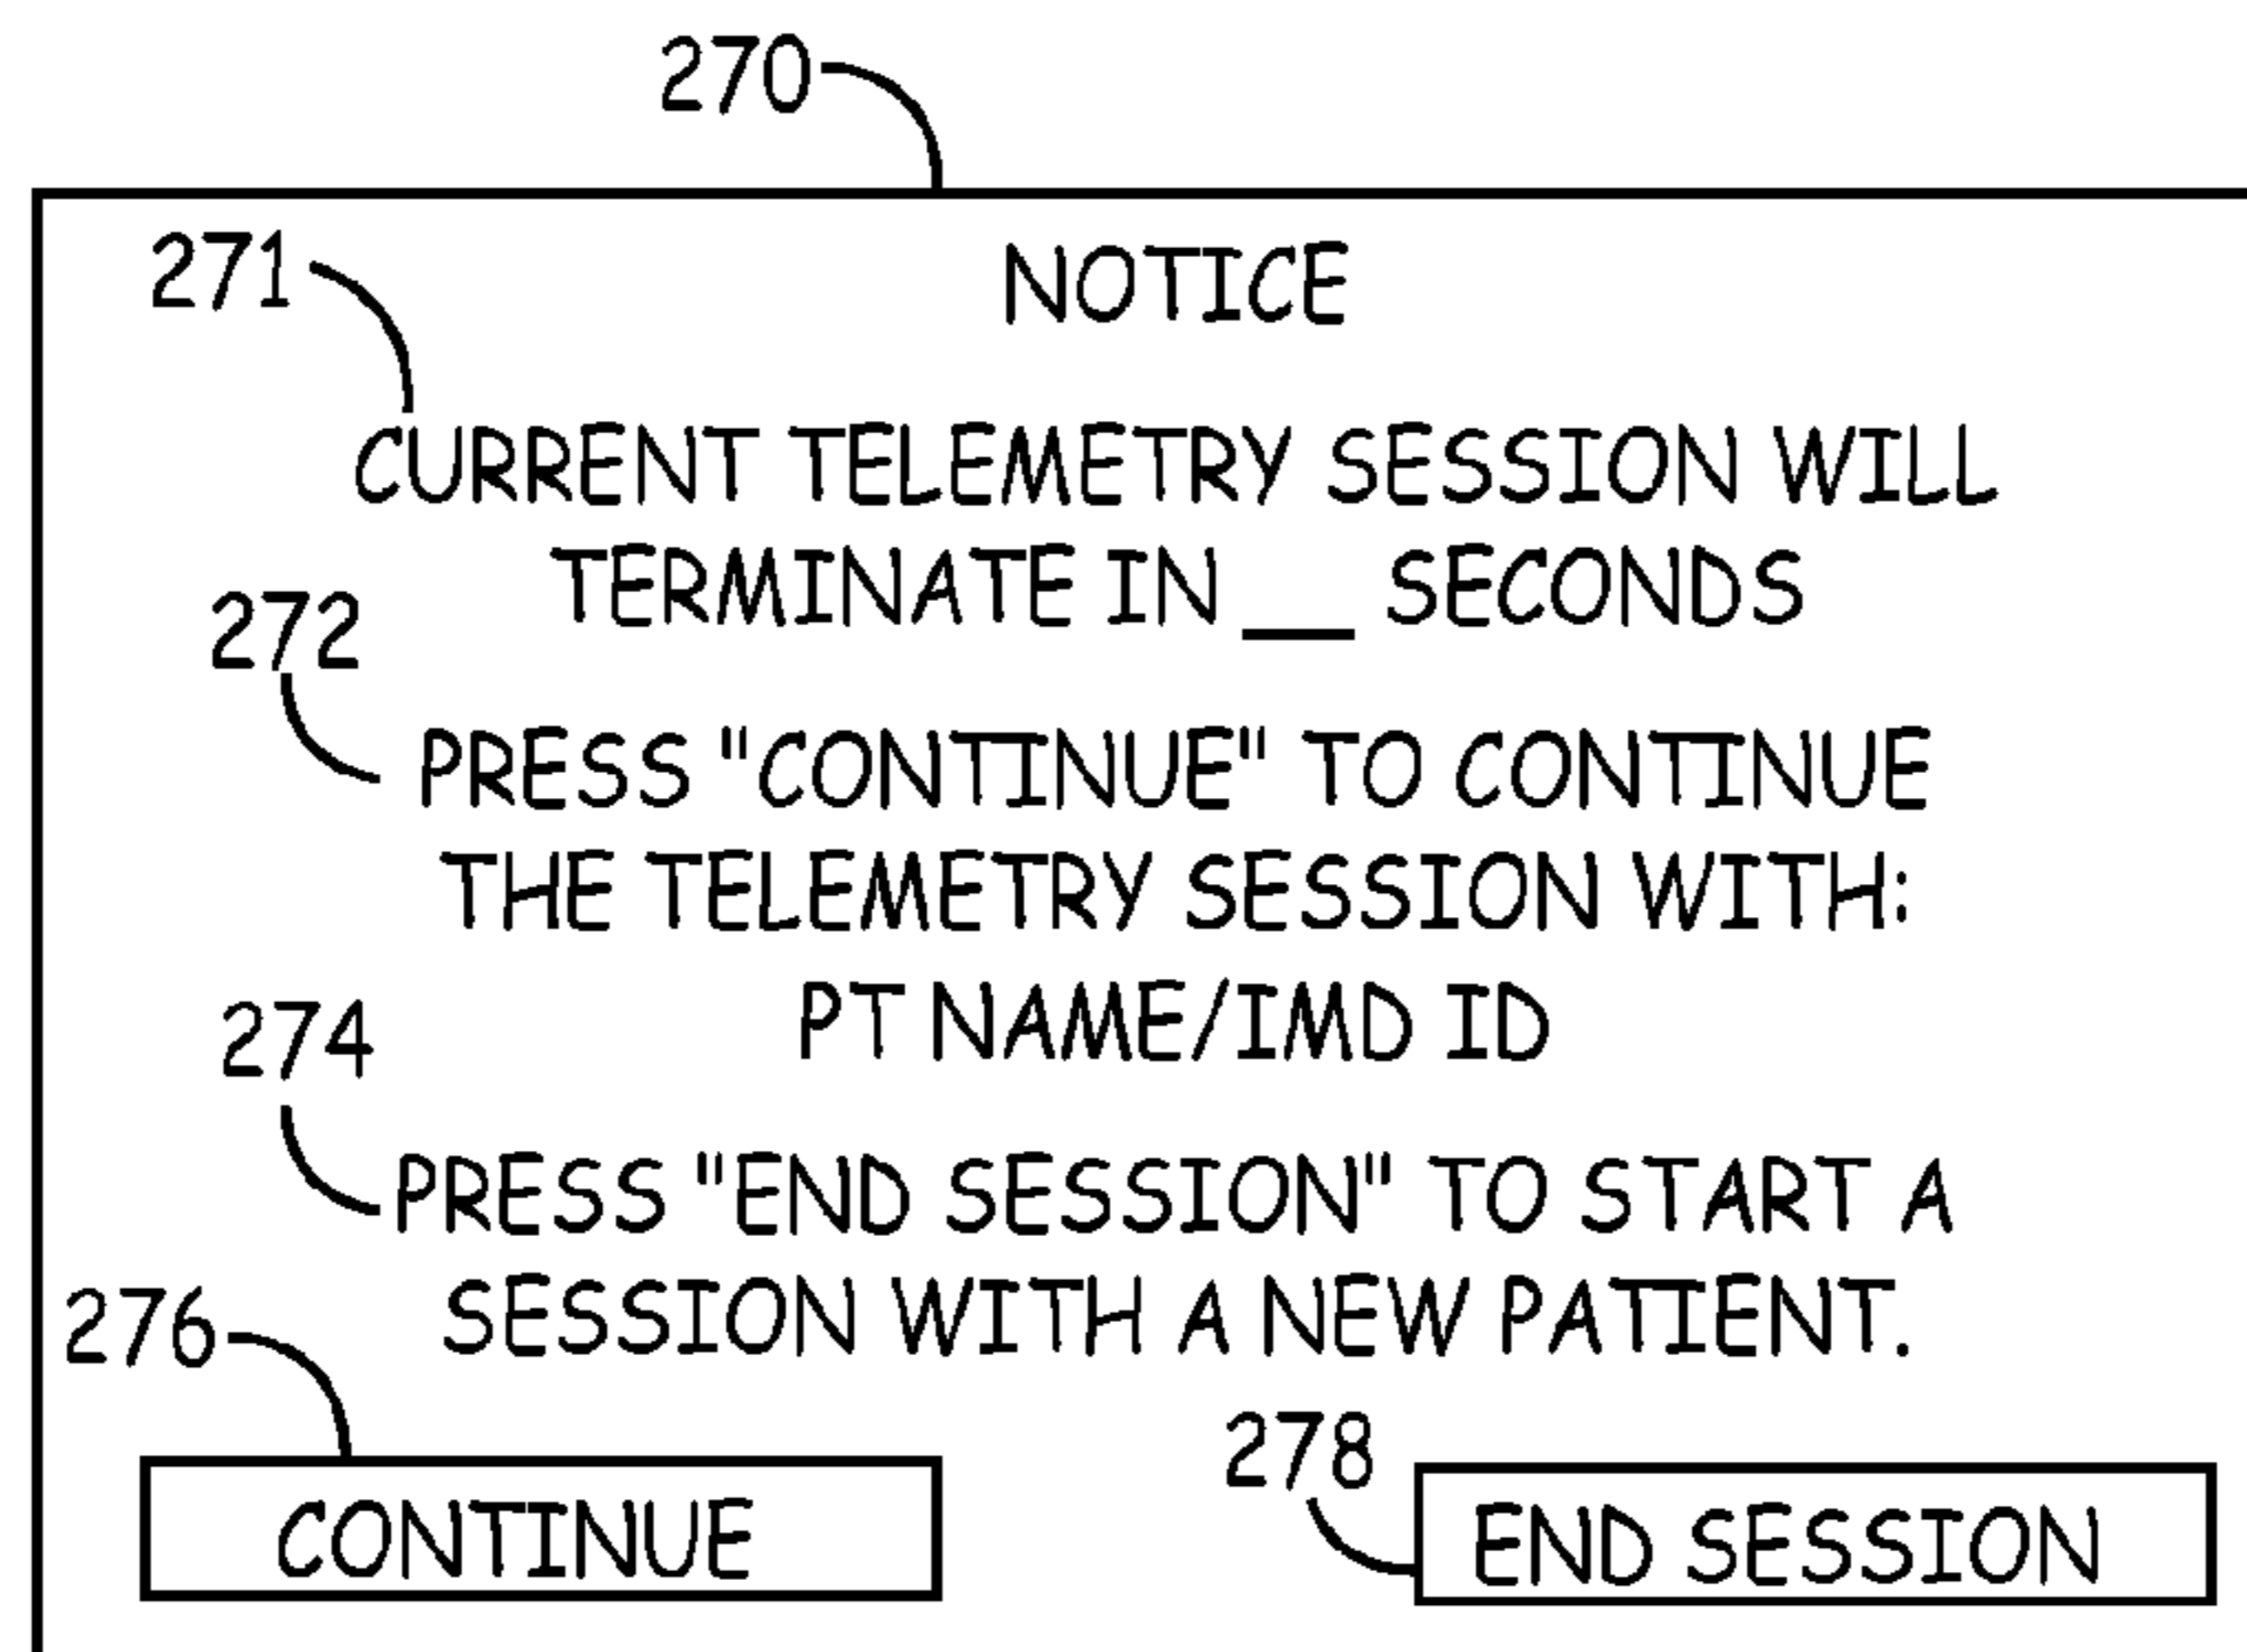 270
271
NOTICE
CURRENT TELEMETRY SESSION WILL
TERMINATE IN __ SECONDS
272
PRESS "CONTINUE" TO CONTINUE
THE TELEMETRY SESSION WITH:
PT NAME/IMD ID
274
PRESS "END SESSION" TO START A
SESSION WITH A NEW PATIENT.
276
278
CONTINUE
END SESSION